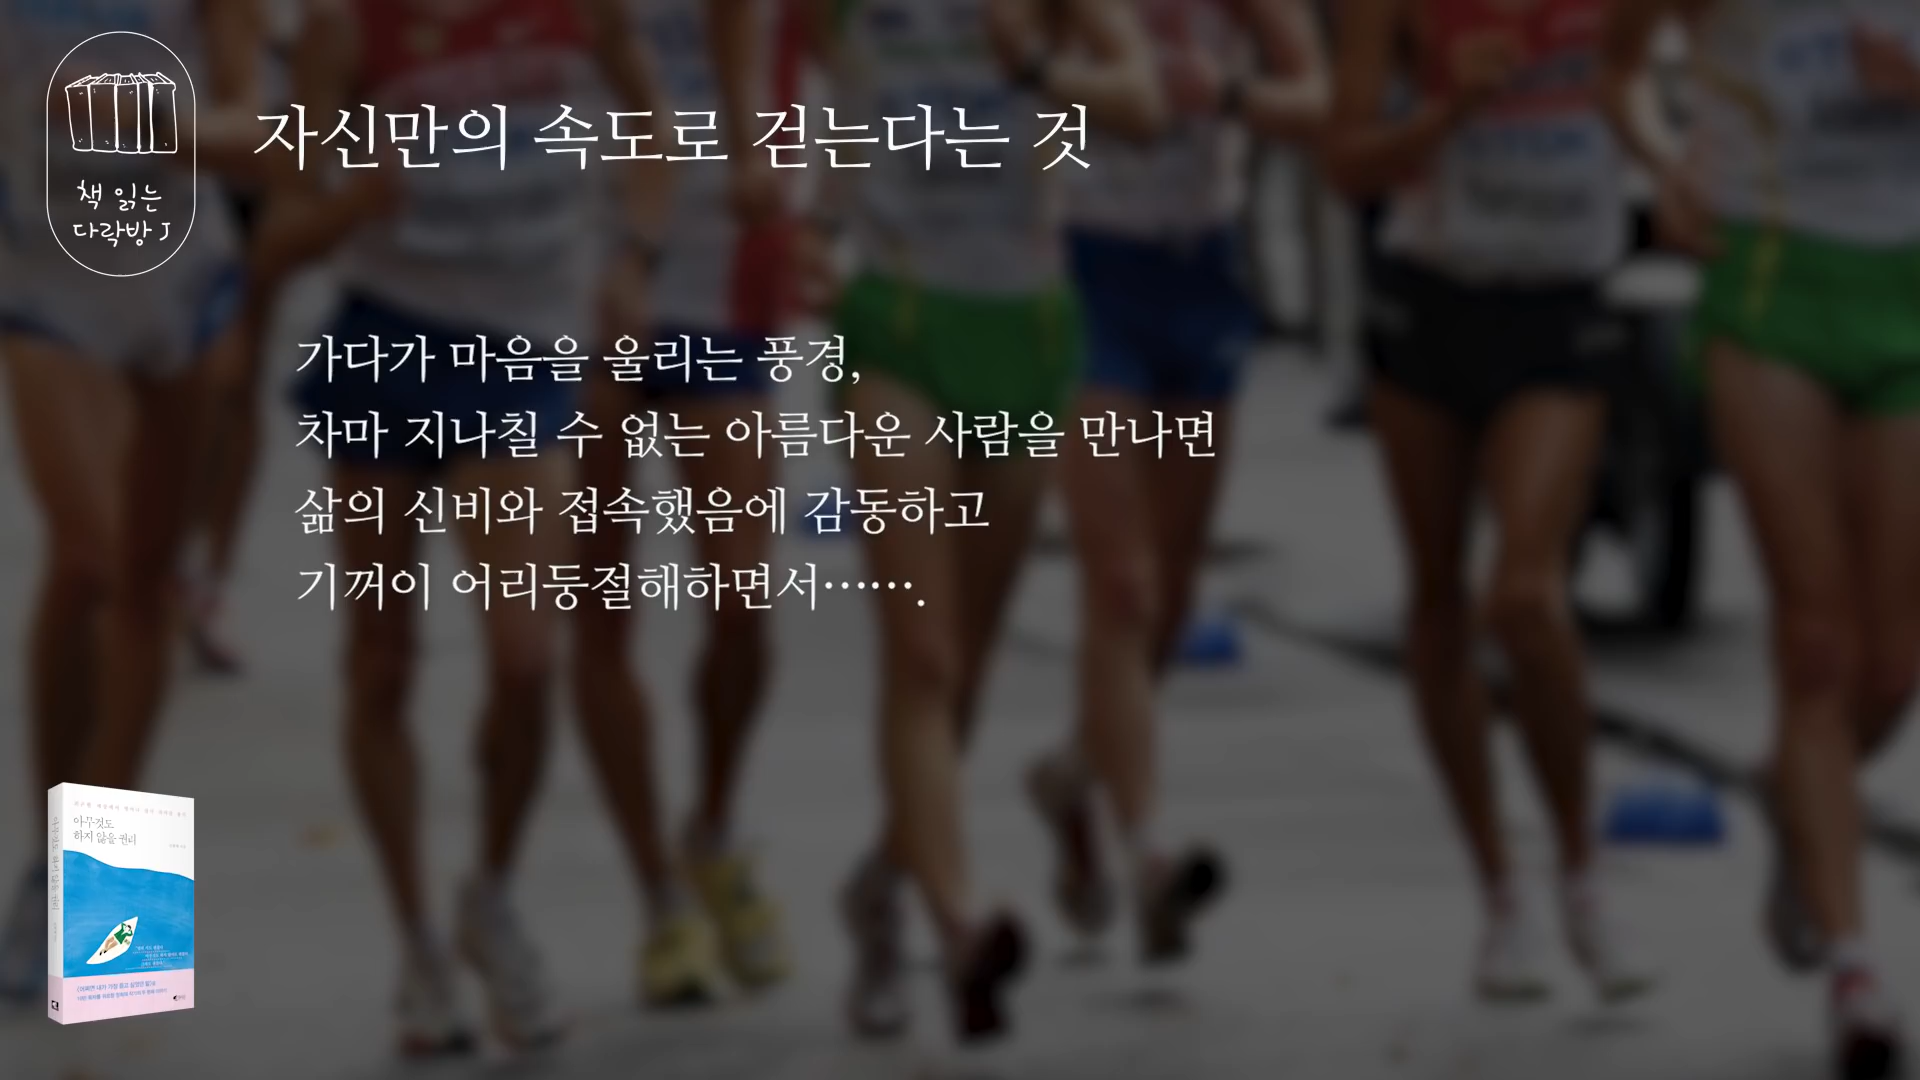 책 읽는
다락방 J
자신만의 속도로 걷는다는 것
가다가 마음을 울리는 풍경,
차마 지나칠 수 없는 아름다운 사람을 만나면
삶의 신비와 접속했음에 감동하고
기꺼이 어리둥절해하면서…….
아무것도
하지 않을 권리